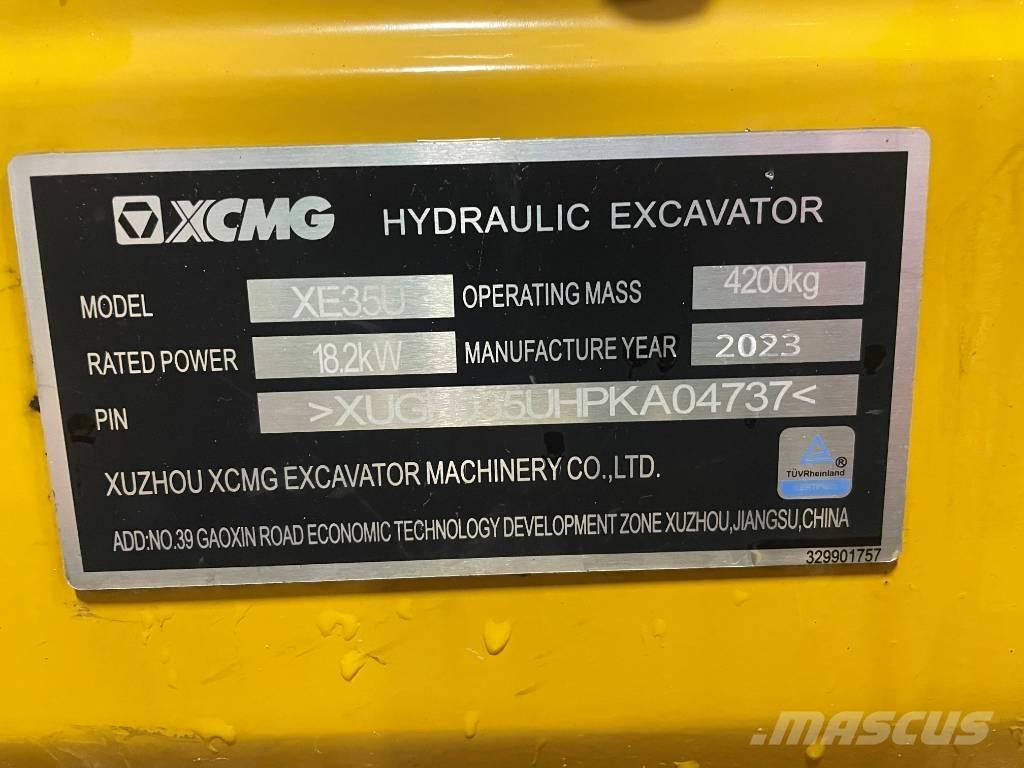 XCMG HYDRAULIC EXCAVATOR
MODEL XE35U OPERATING MASS 4200kg
RATED POWER 18.2kW MANUFACTURE YEAR 2023
PIN
XUZHOU XCMG EXCAVATOR MACHINERY CO.,LTD.
TÜVRheinland
CERTIFIED
ADD:NO.39 GAOXIN ROAD ECONOMIC TECHNOLOGY DEVELOPMENT ZONE XUZHOU,JIANGSU,CHINA
329901757
MASCUS